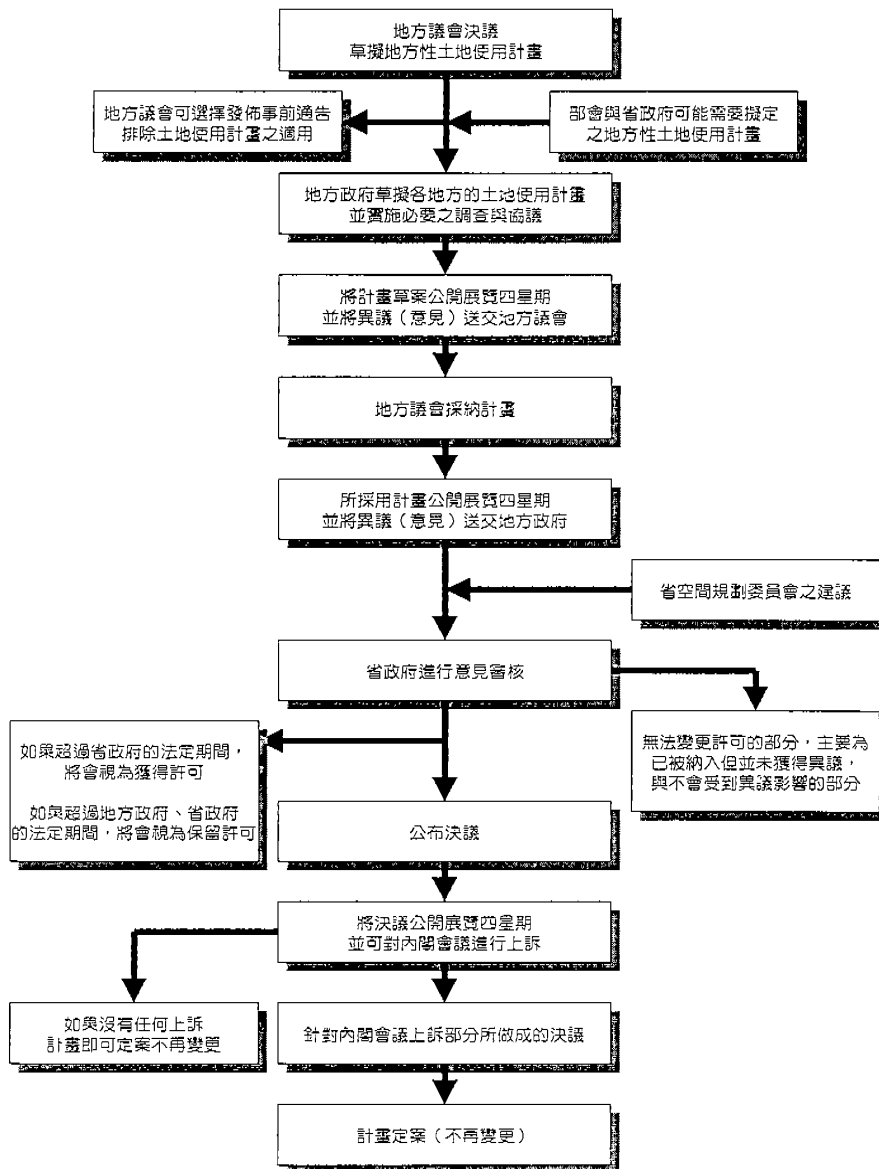 地方議會決議
草擬地方性土地使用計畫
地方議會可選擇發佈事前通告
排除土地使用計畫之適用
部會與省政府可能需要擬定
之地方性土地使用計畫
地方政府草擬各地方的土地使用計畫
並實施必要之調查與協議
將計畫草案公開展覽四星期
並將異議（意見）送交地方議會
地方議會採納計畫
所採用計畫公開展覽四星期
並將異議（意見）送交地方政府
省空間規劃委員會之建議
省政府進行意見審核
如果超過省政府的法定期間，
將會視為獲得許可
如果超過地方政府、省政府
的法定期間，將會視為保留許可
無法變更許可的部分，主要為
已被納入但並未獲得異議，
與不會受到異議影響的部分
公布決議
將決議公開展覽四星期
並可對內閣會議進行上訴
如果沒有任何上訴
計畫即可定案不再變更
針對內閣會議上訴部分所做成的決議
計畫定案（不再變更）